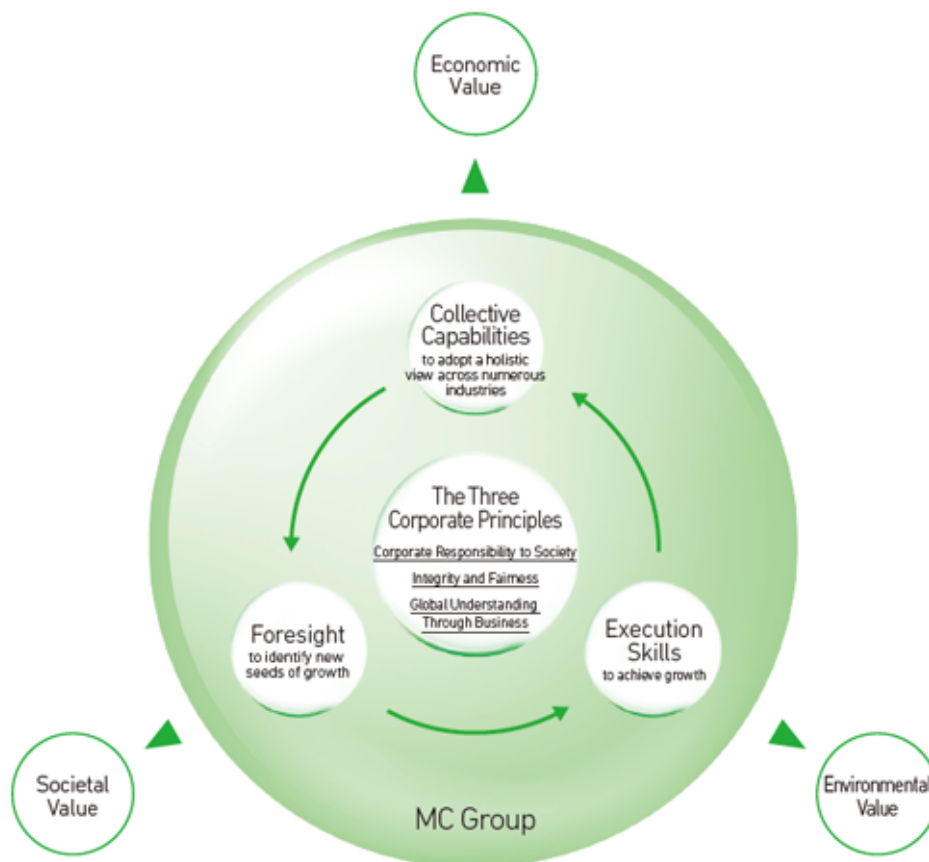 Economic
Value
Collective
Capabilities
to adopt a holistic
view across numerous
industries
The Three
Corporate Principles
Corporate Responsibility to Society
Integrity and Fairness
Global Understanding
Through Business
Foresight
to identify new
seeds of growth
Execution
Skills
to achieve growth
Societal
Value
Environmental
Value
MC Group